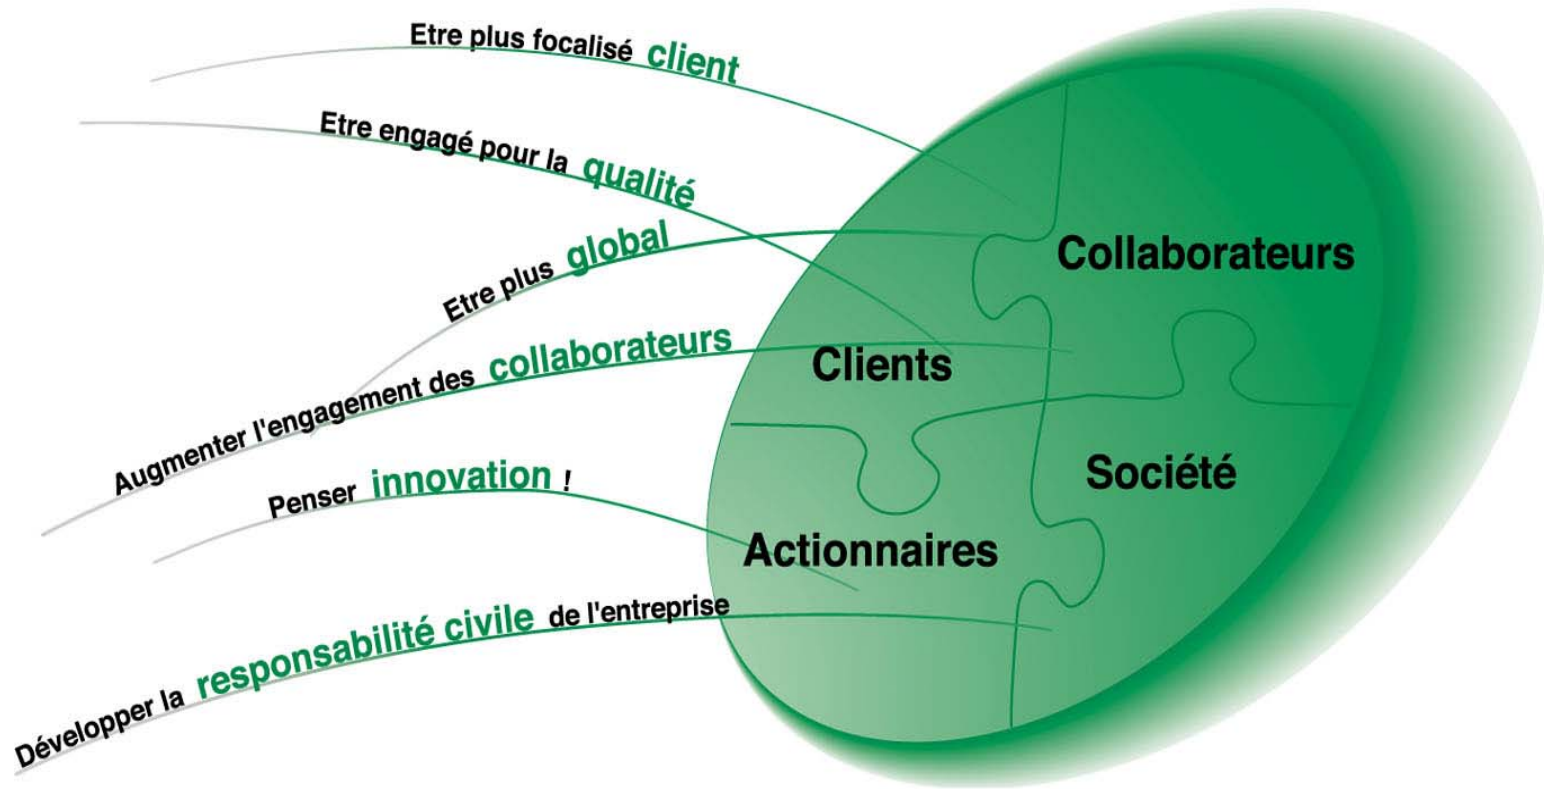 Etre plus focalisé client
Etre engagé pour la qualité
Etre plus global
Augmenter l'engagement des collaborateurs
Penser innovation !
Développer la responsabilité civile de l'entreprise
Collaborateurs
Clients
Société
Actionnaires